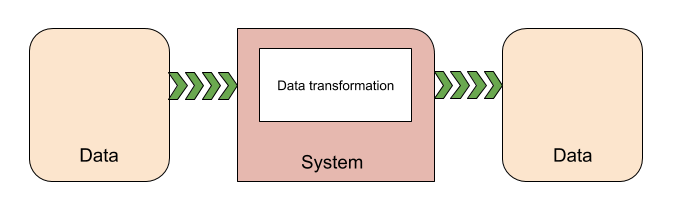 Data transformation
Data
System
Data